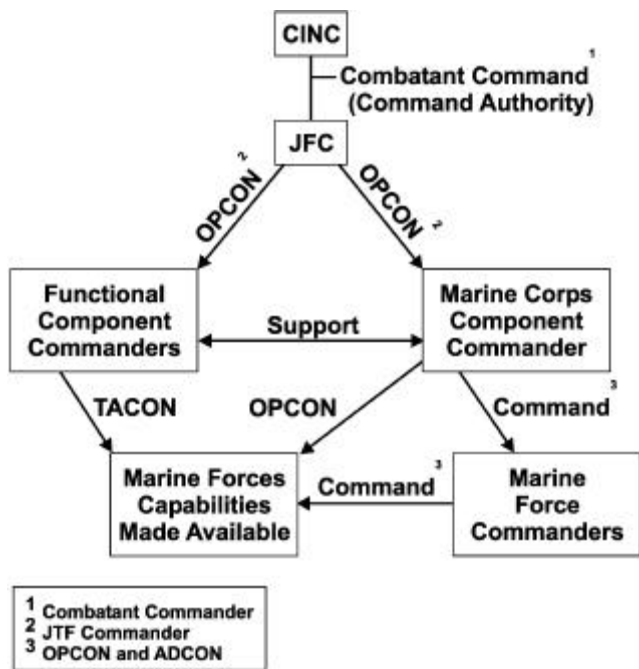 CINC
1
Combatant Command
(Command Authority)
JFC
OPCON 2
OPCON 2
Functional
Component
Commanders
Support
Marine Corps
Component
Commander
TACON
OPCON
Command 3
Marine Forces
Capabilities
Made Available
Command 3
Marine
Force
Commanders
1 Combatant Commander
2 JTF Commander
3 OPCON and ADCON